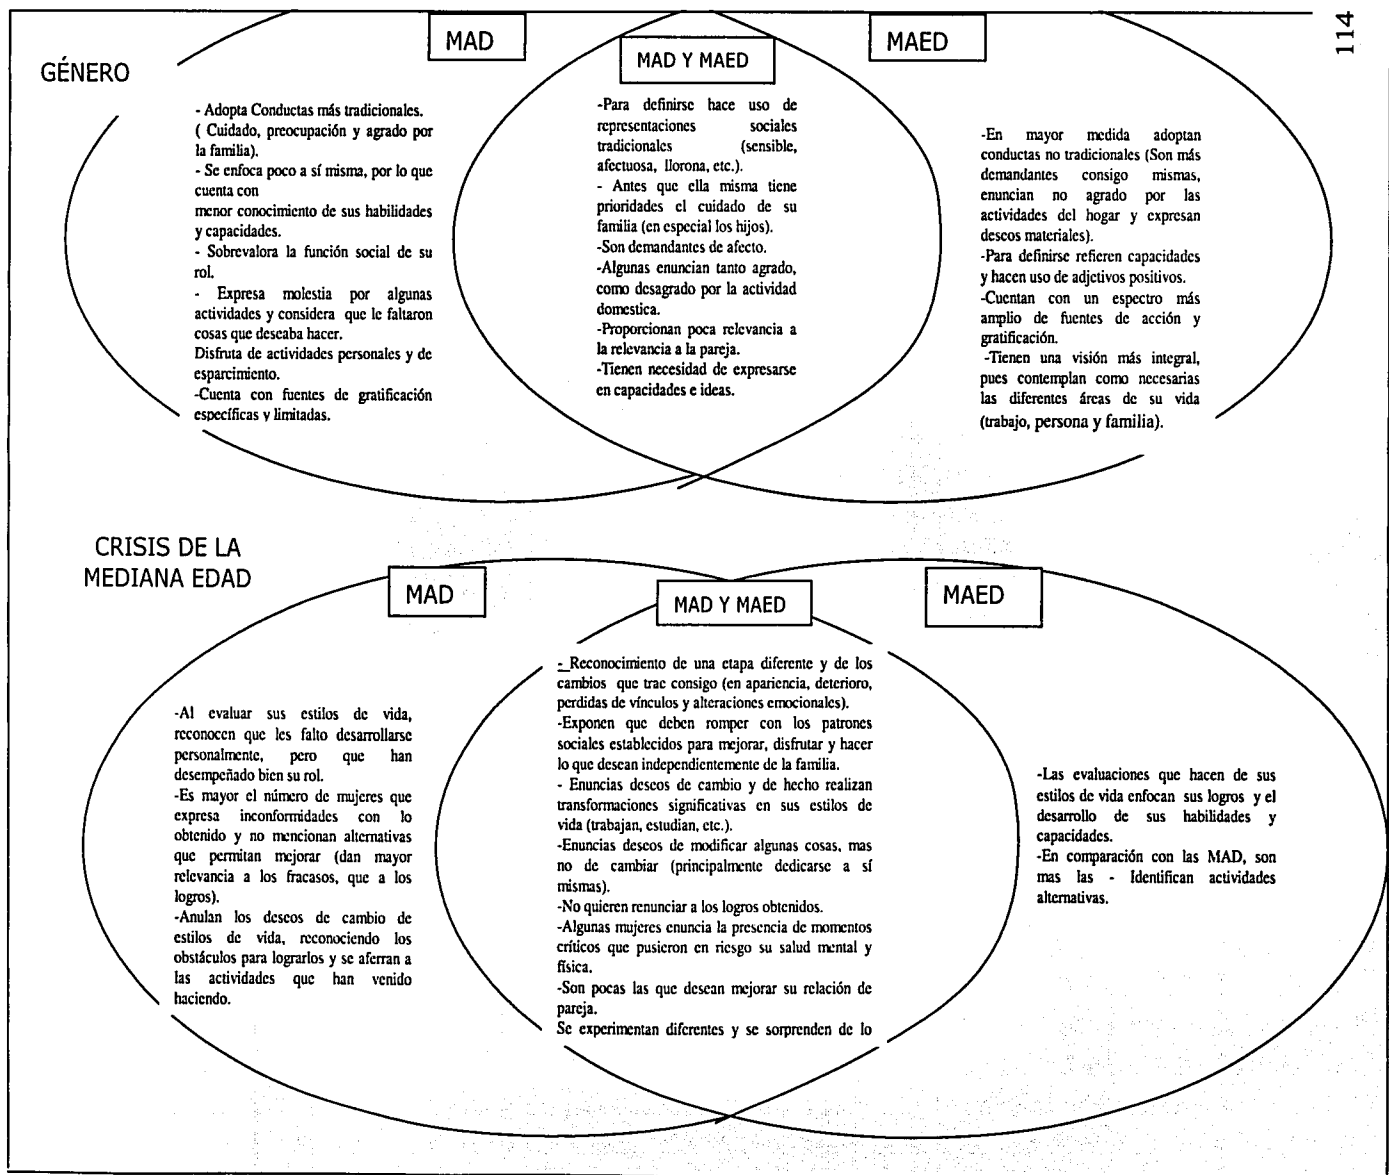 114
GÉNERO
MAD
- Adopta Conductas más tradicionales.
( Cuidado, preocupación y agrado por
la familia).
- Se enfoca poco a sí misma, por lo que
cuenta con
menor conocimiento de sus habilidades
y capacidades.
- Sobrevalora la función social de su
rol.
- Expresa molestia por algunas
actividades y considera que le faltaron
cosas que deseaba hacer.
Disfruta de actividades personales y de
esparcimiento.
-Cuenta con fuentes de gratificación
específicas y limitadas.
MAD Y MAED
-Para definirse hace uso de
representaciones sociales
tradicionales (sensible,
afectuosa, llorona, etc.).
- Antes que ella misma tiene
prioridades el cuidado de su
familia (en especial los hijos).
-Son demandantes de afecto.
-Algunas enuncian tanto agrado,
como desagrado por la actividad
domestica.
-Proporcionan poca relevancia a
la relevancia a la pareja.
-Tienen necesidad de expresarse
en capacidades e ideas.
MAED
-En mayor medida adoptan
conductas no tradicionales (Son más
demandantes consigo mismas,
enuncian no agrado por las
actividades del hogar y expresan
deseos materiales).
-Para definirse refieren capacidades
y hacen uso de adjetivos positivos.
-Cuentan con un espectro más
amplio de fuentes de acción y
gratificación.
-Tienen una visión más integral,
pues contemplan como necesarias
las diferentes áreas de su vida
(trabajo, persona y familia).
CRISIS DE LA
MEDIANA EDAD
MAD
-Al evaluar sus estilos de vida,
reconocen que les falto desarrollarse
personalmente, pero que han
desempeñado bien su rol.
-Es mayor el número de mujeres que
expresa inconformidades con lo
obtenido y no mencionan alternativas
que permitan mejorar (dan mayor
relevancia a los fracasos, que a los
logros).
-Anulan los deseos de cambio de
estilos de vida, reconociendo los
obstáculos para lograrlos y se aferran a
las actividades que han venido
haciendo.
MAD Y MAED
- Reconocimiento de una etapa diferente y de los
cambios que trae consigo (en apariencia, deterioro,
perdidas de vínculos y alteraciones emocionales).
-Exponen que deben romper con los patrones
sociales establecidos para mejorar, disfrutar y hacer
lo que desean independientemente de la familia.
- Enuncias deseos de cambio y de hecho realizan
transformaciones significativas en sus estilos de
vida (trabajan, estudian, etc.).
-Enuncias deseos de modificar algunas cosas, mas
no de cambiar (principalmente dedicarse a sí
mismas).
-No quieren renunciar a los logros obtenidos.
-Algunas mujeres enuncia la presencia de momentos
críticos que pusieron en riesgo su salud mental y
física.
-Son pocas las que desean mejorar su relación de
pareja.
Se experimentan diferentes y se sorprenden de lo
MAED
-Las evaluaciones que hacen de sus
estilos de vida enfocan sus logros y el
desarrollo de sus habilidades y
capacidades.
-En comparación con las MAD, son
mas las - Identifican actividades
alternativas.